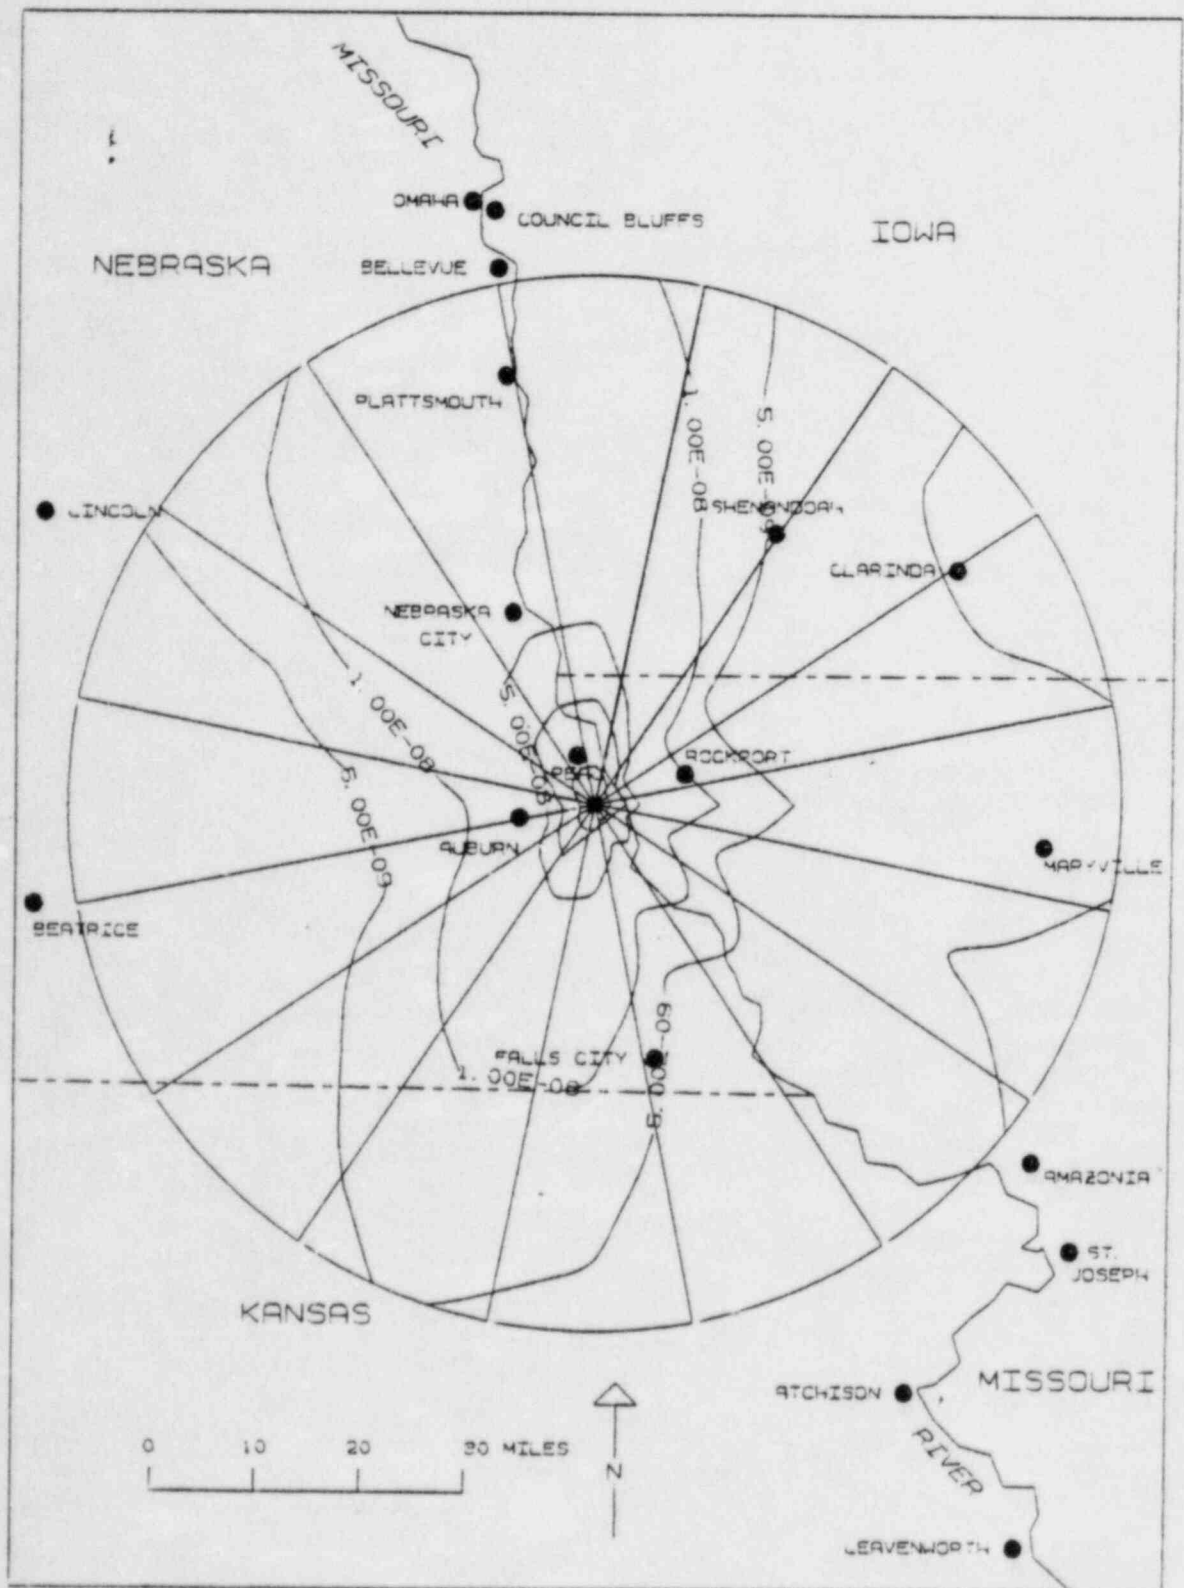 MISSOURI
OMAHA
COUNCIL BLUFFS
IOWA
NEBRASKA
BELLEVUE
PLATTSMOUTH
1.00E-08
5.00E-09
LINCOLN
SHENANDOAH
CLARINDA
NEBRASKA
CITY
1.00E-08
5.00E-08
5.00E-09
ROCKPORT
AUBURN
MARYVILLE
BEATRICE
FALLS CITY
1.00E-08
5.00E-09
AMAZONIA
ST.
JOSEPH
KANSAS
MISSOURI
ATCHISON
RIVER
0 10 20 30 MILES
N
LEAVENWORTH